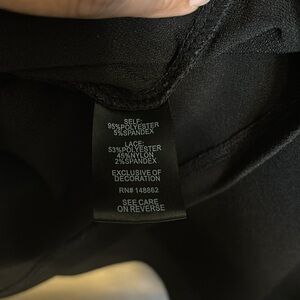 SELF:
95%POLYESTER
5%SPANDEX
LACE:
53%POLYESTER
45%NYLON
2%SPANDEX
EXCLUSIVE OF
DECORATION
RN# 148862
SEE CARE
ON REVERSE